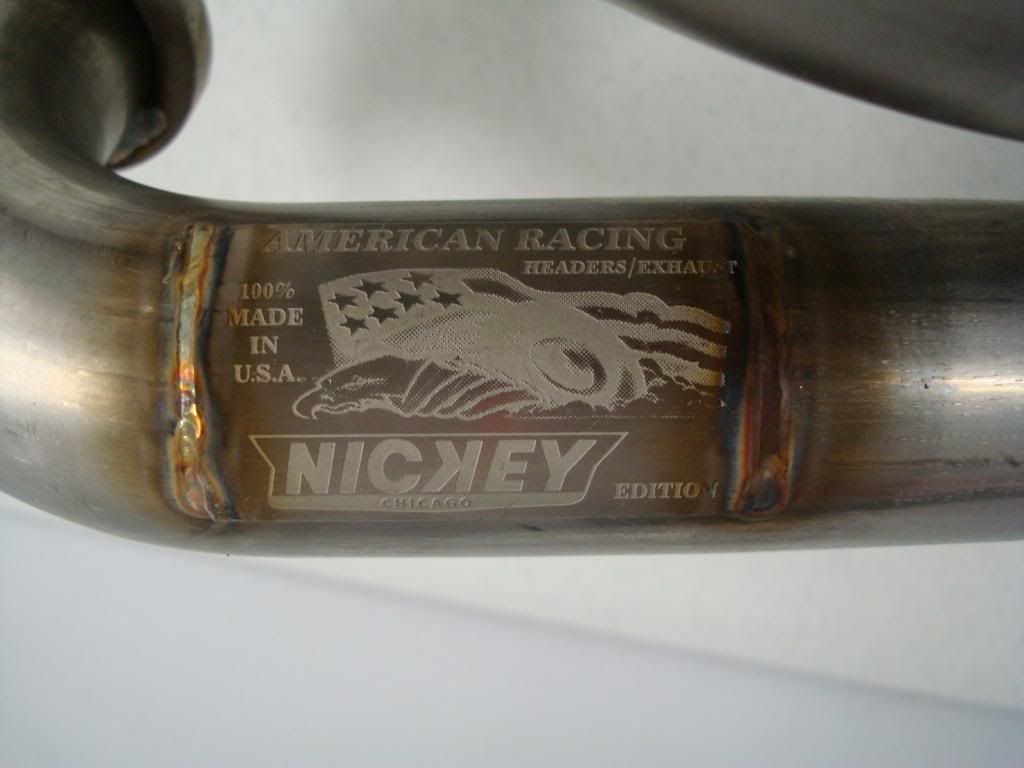 AMERICAN RACING
HEADERS/EXHAUST
100%
MADE
IN
U.S.A.
NICKEY
CHICAGO
EDITION